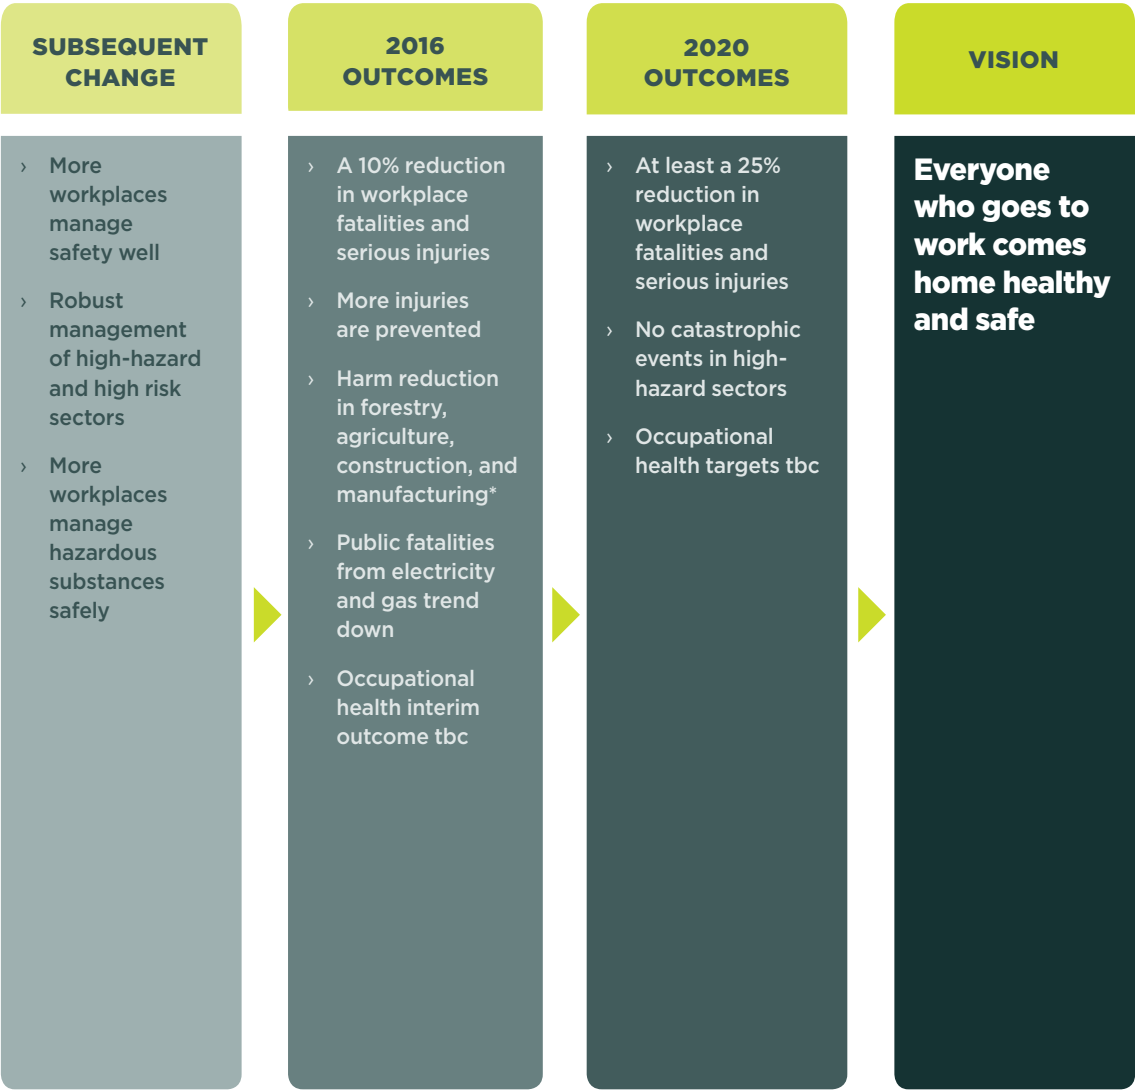 SUBSEQUENT
CHANGE
› More
workplaces
manage
safety well
› Robust
management
of high-hazard
and high risk
sectors
› More
workplaces
manage
hazardous
substances
safely
2016
OUTCOMES
› A 10% reduction
in workplace
fatalities and
serious injuries
› More injuries
are prevented
› Harm reduction
in forestry,
agriculture,
construction, and
manufacturing*
› Public fatalities
from electricity
and gas trend
down
› Occupational
health interim
outcome tbc
2020
OUTCOMES
› At least a 25%
reduction in
workplace
fatalities and
serious injuries
› No catastrophic
events in high-
hazard sectors
› Occupational
health targets tbc
VISION
Everyone
who goes to
work comes
home healthy
and safe